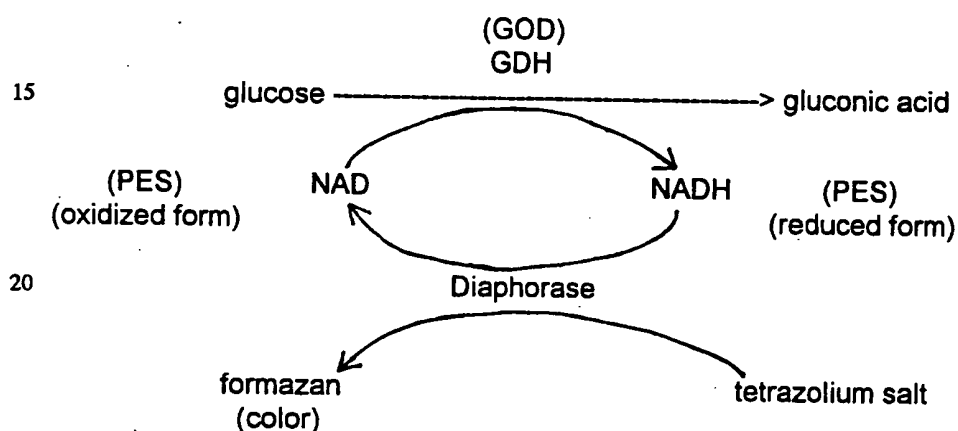 (GOD)
GDH
15 glucose gluconic acid
(PES) NAD NADH (PES)
(oxidized form) (reduced form)
20 Diaphorase
formazan tetrazolium salt
(color)